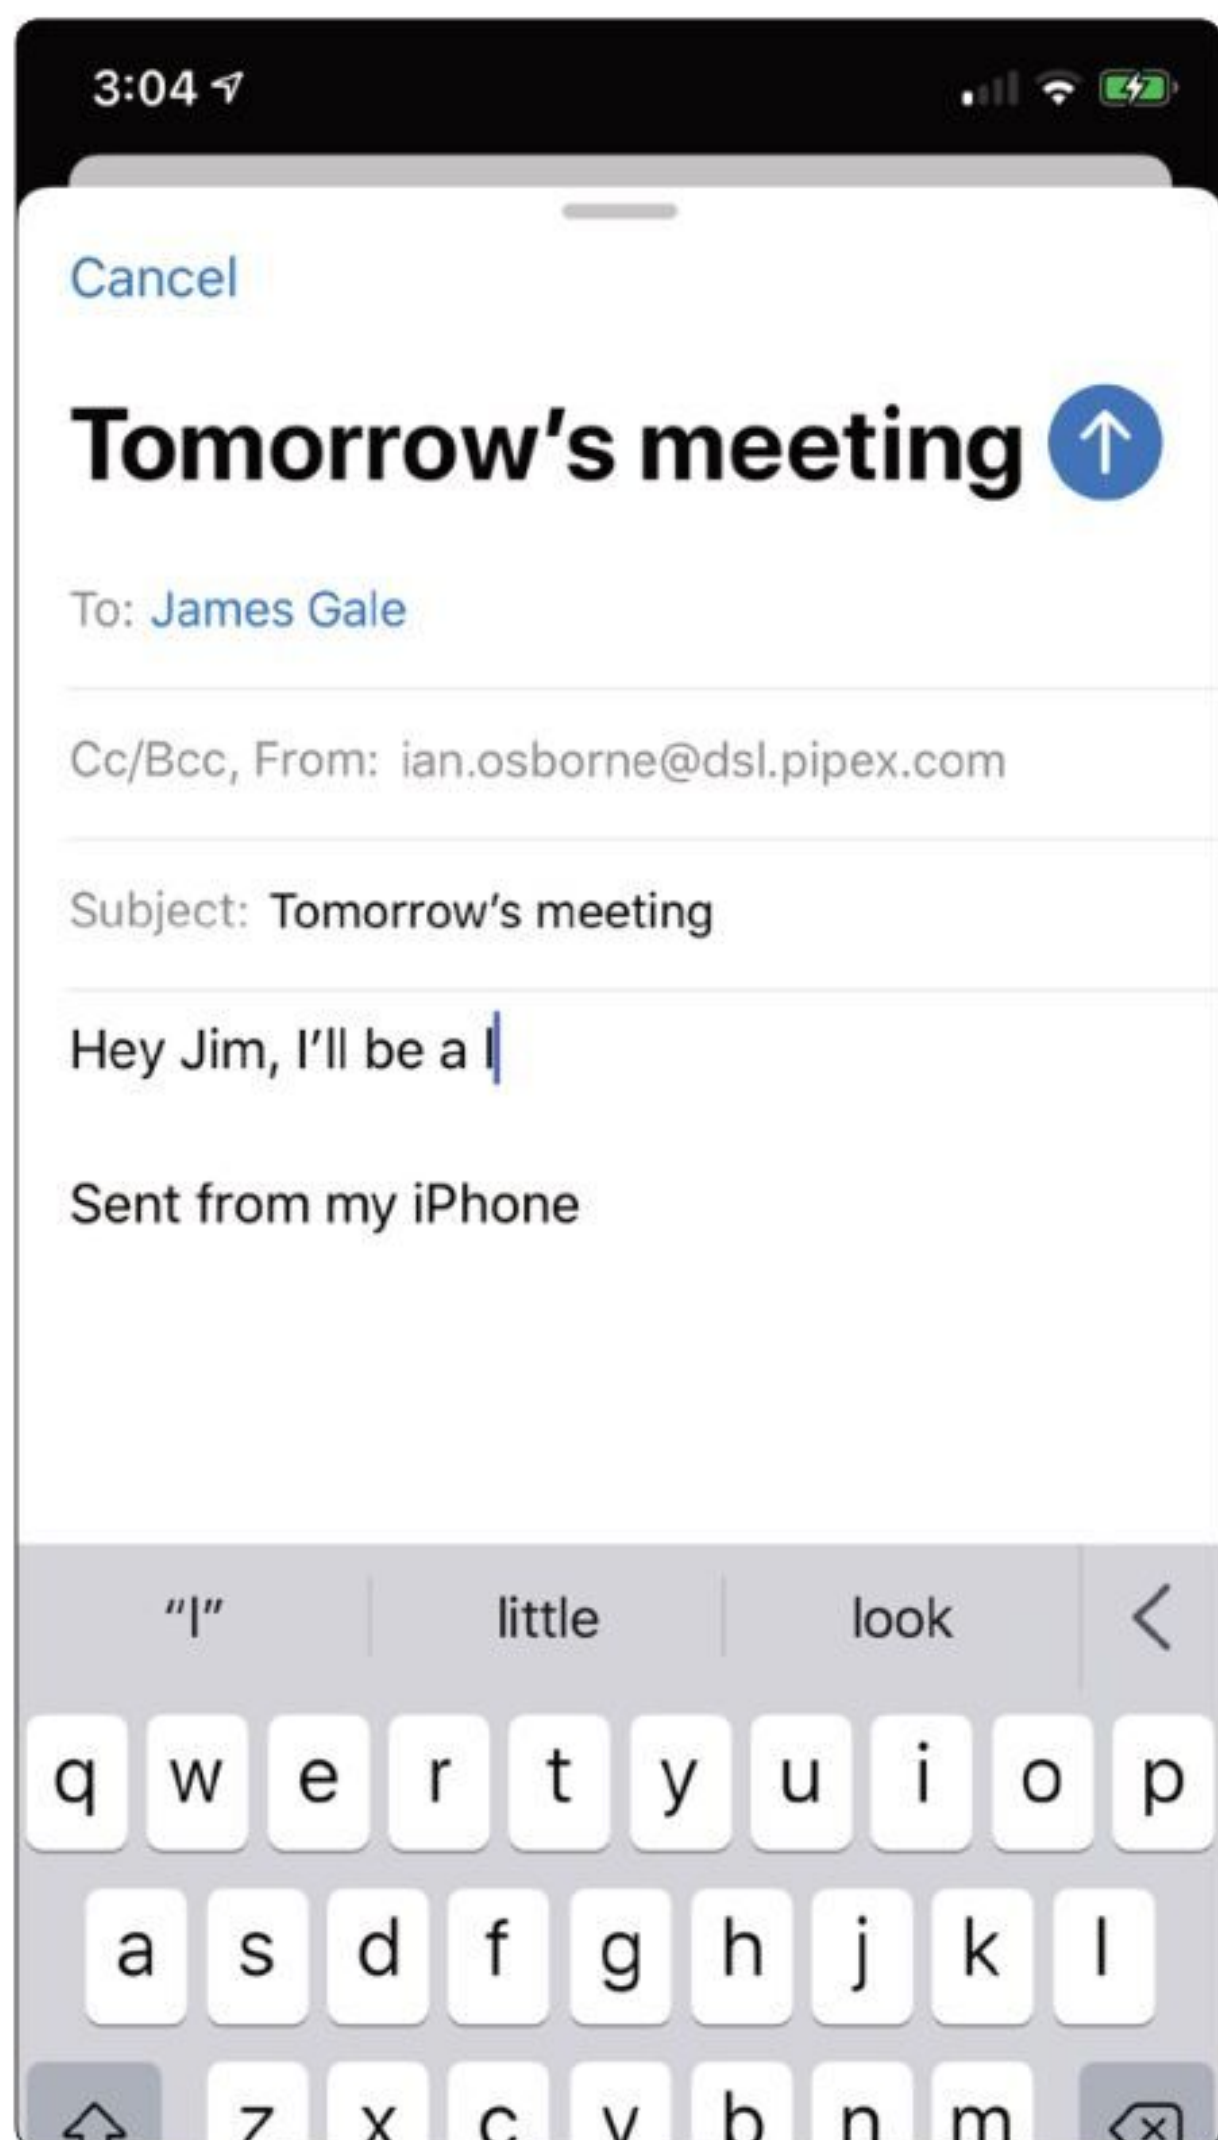 3:04
Cancel
Tomorrow’s meeting
To: James Gale
Cc/Bcc, From: ian.osborne@dsl.pipex.com
Subject: Tomorrow’s meeting
Hey Jim, I’ll be a l
Sent from my iPhone
“l” little look
q w e r t y u i o p
a s d f g h j k l
z x c v b n m